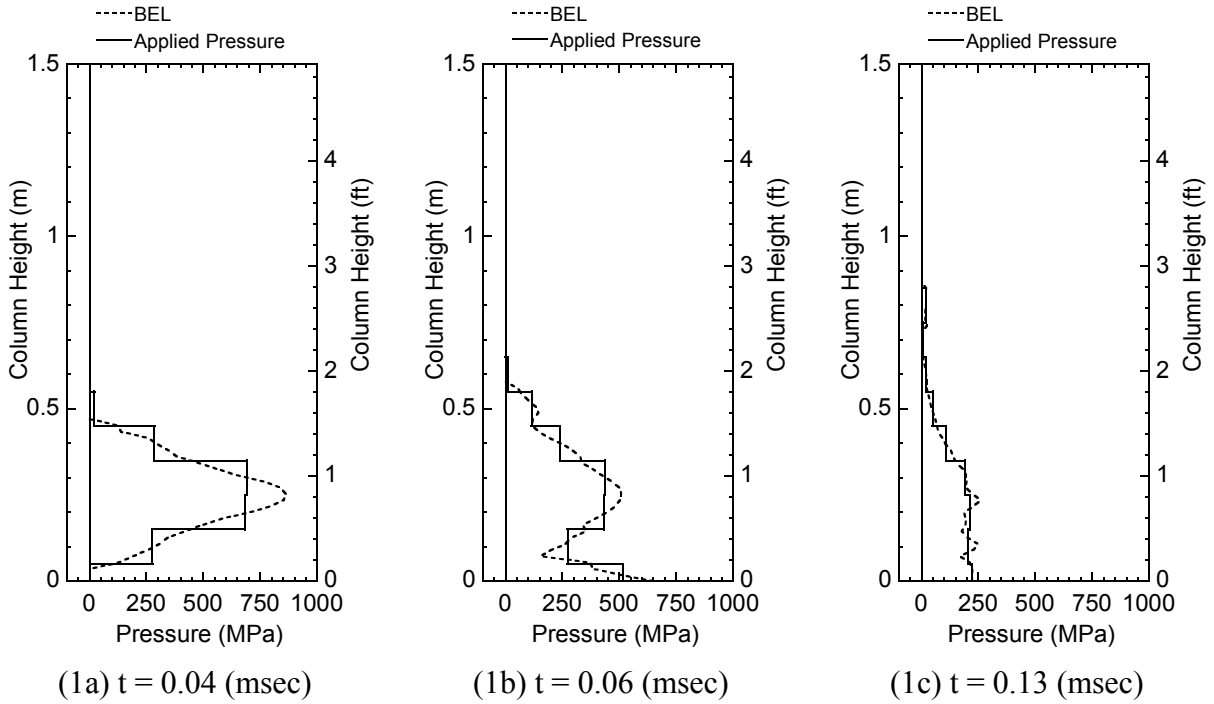 BEL
Applied Pressure
1.5
1
0.5
0
Column Height (m)
4
3
2
1
0
Column Height (ft)
0 250 500 750 1000
Pressure (MPa)
(1a) t = 0.04 (msec)
BEL
Applied Pressure
1.5
1
0.5
0
Column Height (m)
4
3
2
1
0
Column Height (ft)
0 250 500 750 1000
Pressure (MPa)
(1b) t = 0.06 (msec)
BEL
Applied Pressure
1.5
1
0.5
0
Column Height (m)
4
3
2
1
0
Column Height (ft)
0 250 500 750 1000
Pressure (MPa)
(1c) t = 0.13 (msec)